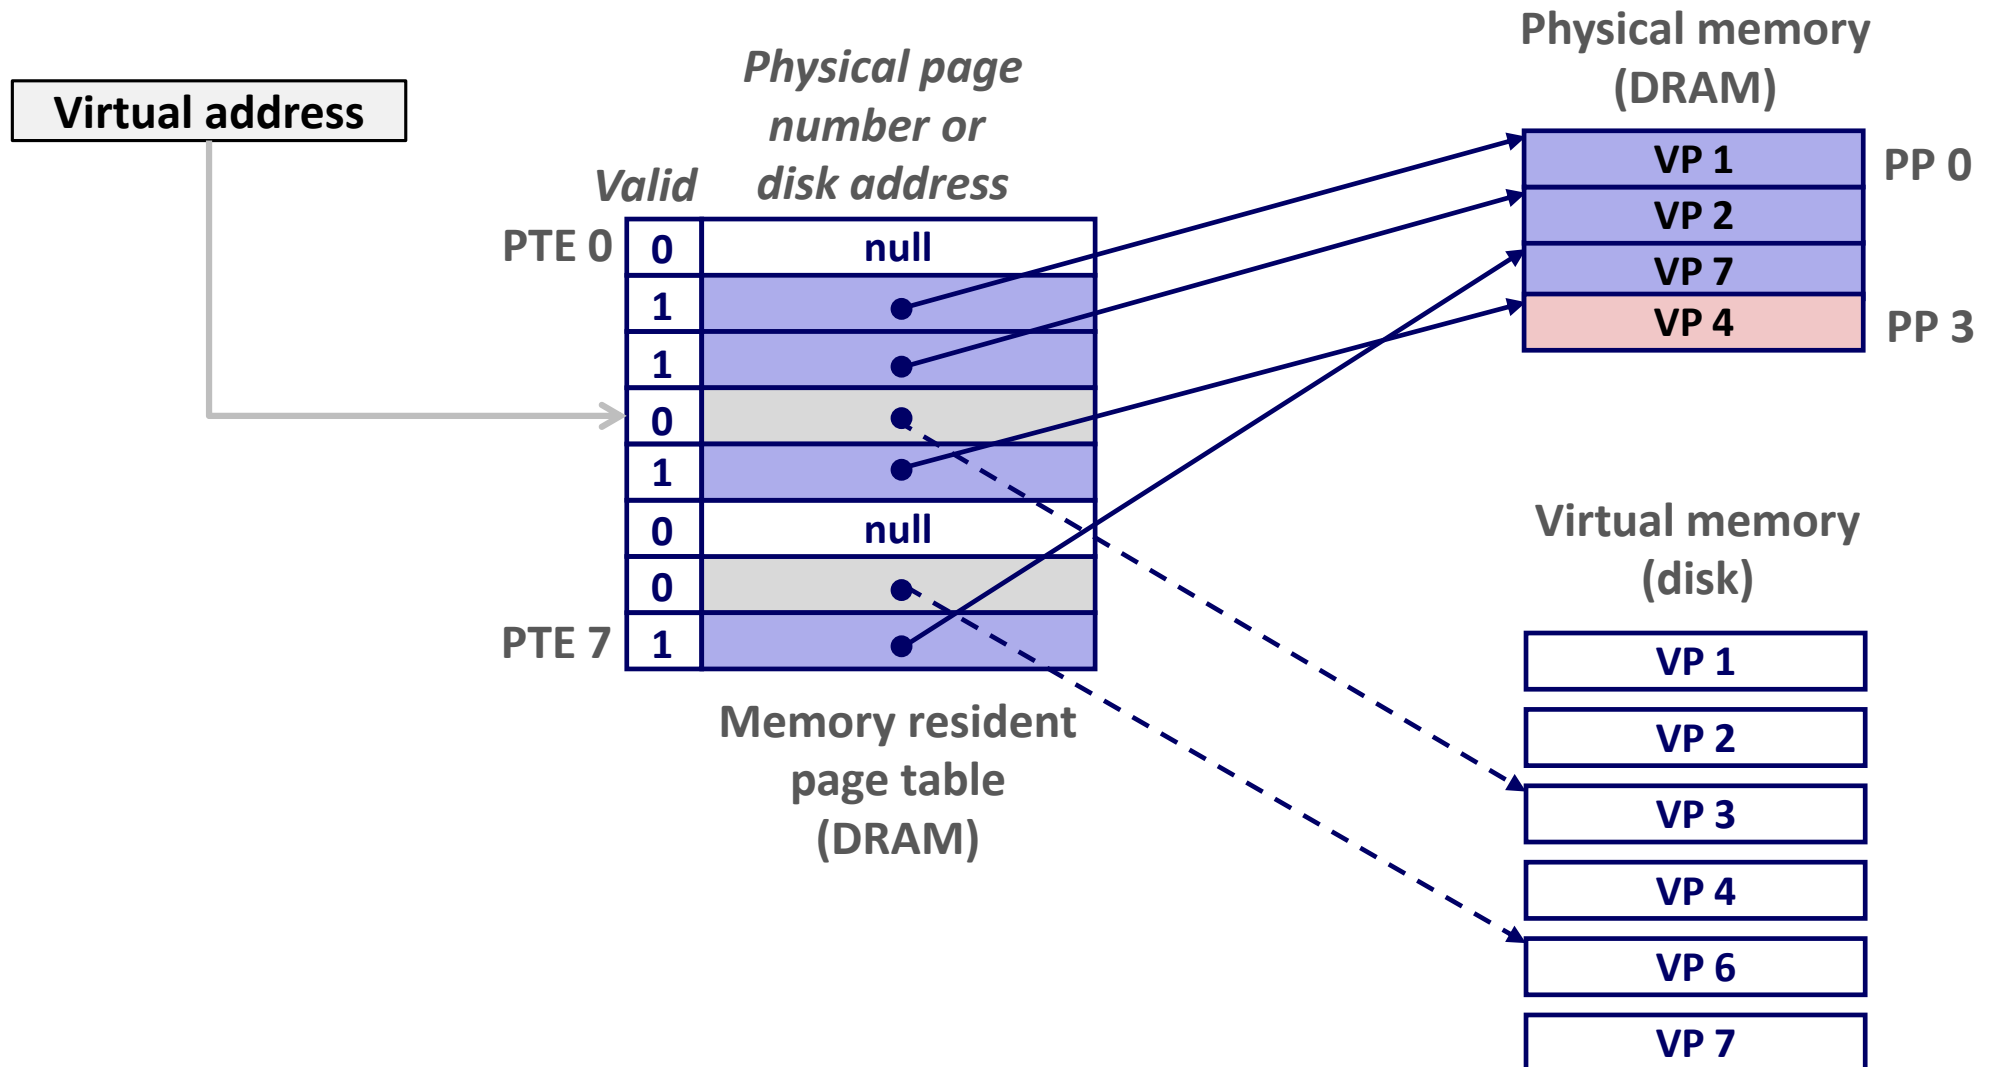 Virtual address
Physical page
number or
disk address
Valid
PTE 0
0 null
1
1
0
1
0 null
0
PTE 7
1
Memory resident
page table
(DRAM)
Physical memory
(DRAM)
VP 1
PP 0
VP 2
VP 7
VP 4
PP 3
Virtual memory
(disk)
VP 1
VP 2
VP 3
VP 4
VP 6
VP 7